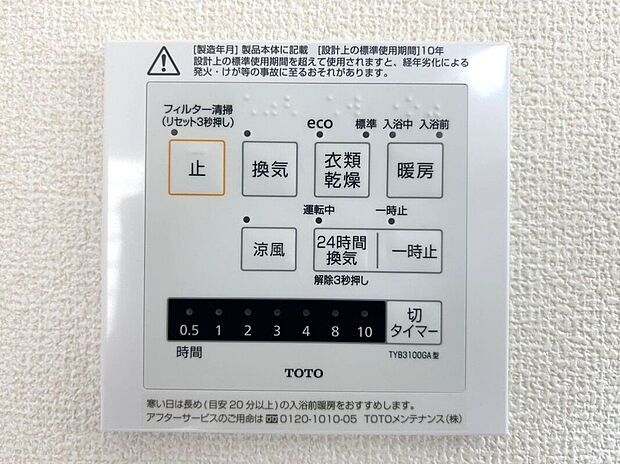 [製造年月] 製品本体に記載 [設計上の標準使用期間]10年
設計上の標準使用期間を超えて使用されますと、経年劣化による
発火・けが等の事故に至るおそれがあります。
フィルター清掃
(リセット3秒押し)
eco 標準 入浴中 入浴前
止 換気 衣類乾燥 暖房
運転中 一時止
涼風 24時間換気 一時止
解除3秒押し
0.5 1 2 3 4 8 10 切タイマー
時間
TYB3100GA型
TOTO
寒い日は長め(目安20分以上)の入浴前暖房をおすすめします。
アフターサービスのご用命は 0120-1010-05 TOTOメンテナンス(株)